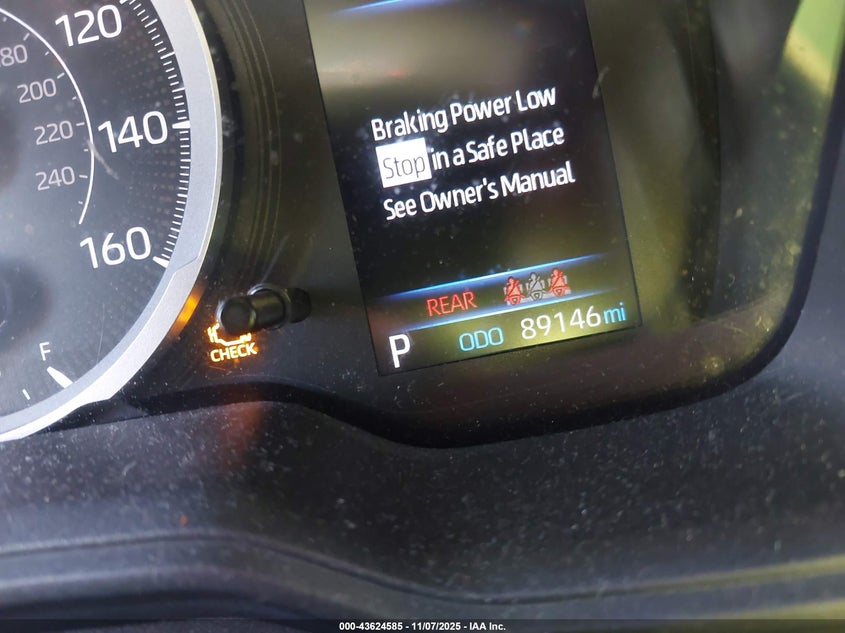 120
80
200
140
220
240
160
F
CHECK
Braking Power Low
Stop in a Safe Place
See Owner's Manual
REAR
P ODO 89146 mi
000-43624585 - 11/07/2025 - IAA Inc.